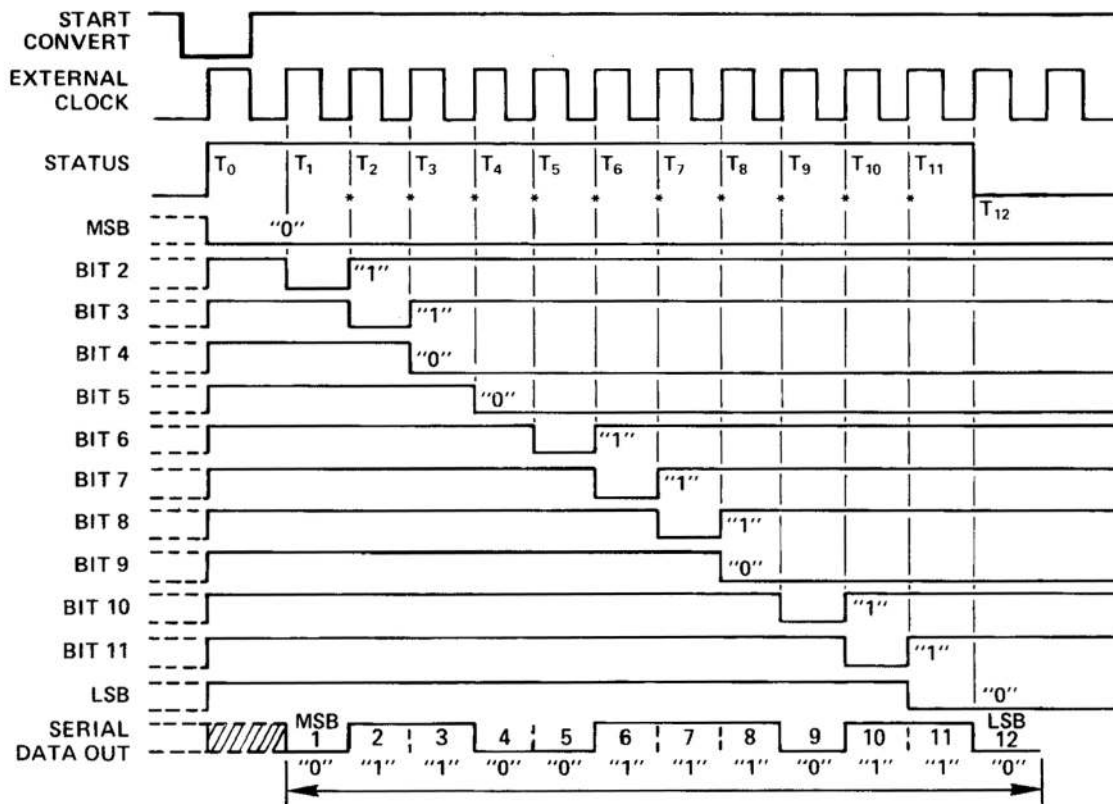 START
CONVERT
EXTERNAL
CLOCK
STATUS T0 T1 T2 T3 T4 T5 T6 T7 T8 T9 T10 T11
* * * * * * * * * *
T12
MSB "0"
BIT 2 "1"
BIT 3 "1"
BIT 4 "0"
BIT 5 "0"
BIT 6 "1"
BIT 7 "1"
BIT 8 "1"
BIT 9 "0"
BIT 10 "1"
BIT 11 "1"
LSB "0"
SERIAL
DATA OUT
MSB LSB
1 2 3 4 5 6 7 8 9 10 11 12
"0" "1" "1" "0" "0" "1" "1" "1" "0" "1" "1" "0"